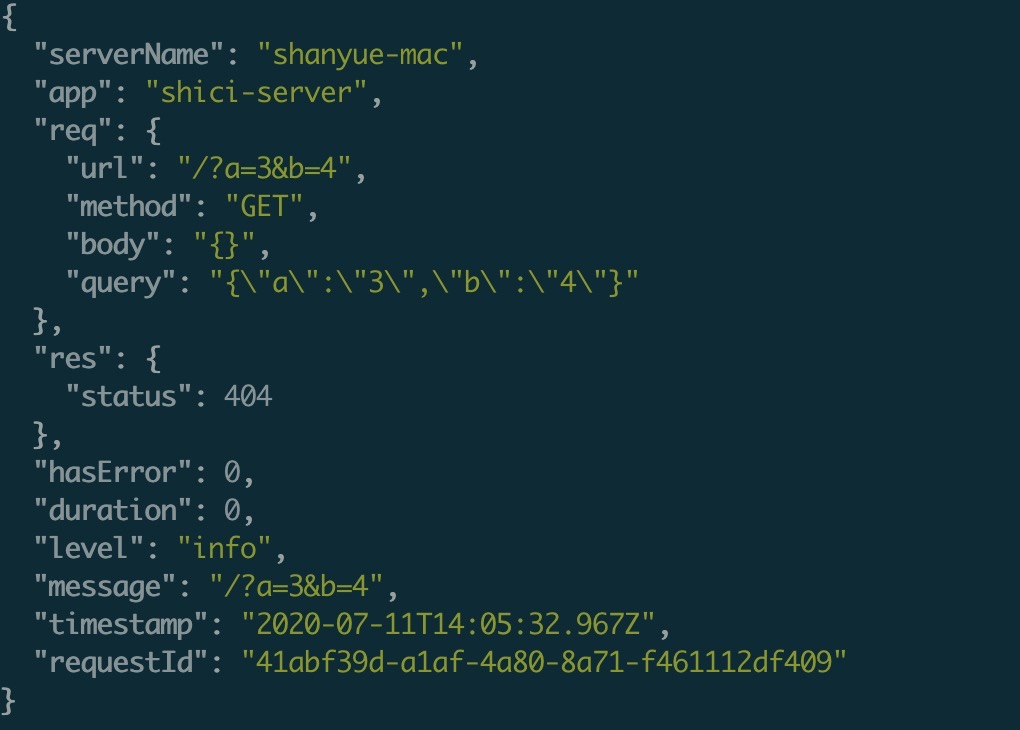 {
  "serverName": "shanyue-mac",
  "app": "shici-server",
  "req": {
    "url": "/?a=3&b=4",
    "method": "GET",
    "body": "{}",
    "query": "{\"a\":\"3\",\"b\":\"4\"}"
  },
  "res": {
    "status": 404
  },
  "hasError": 0,
  "duration": 0,
  "level": "info",
  "message": "/?a=3&b=4",
  "timestamp": "2020-07-11T14:05:32.967Z",
  "requestId": "41abf39d-a1af-4a80-8a71-f461112df409"
}